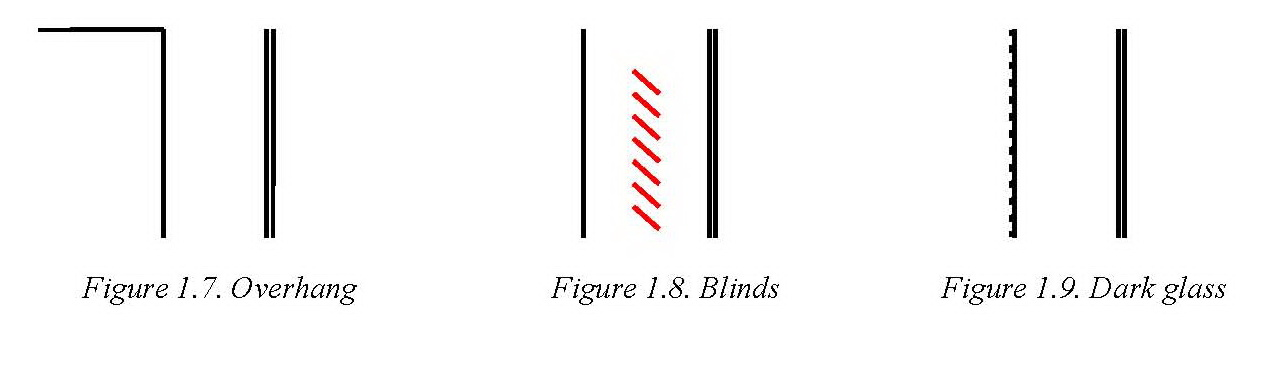 Figure 1.7. Overhang
Figure 1.8. Blinds
Figure 1.9. Dark glass